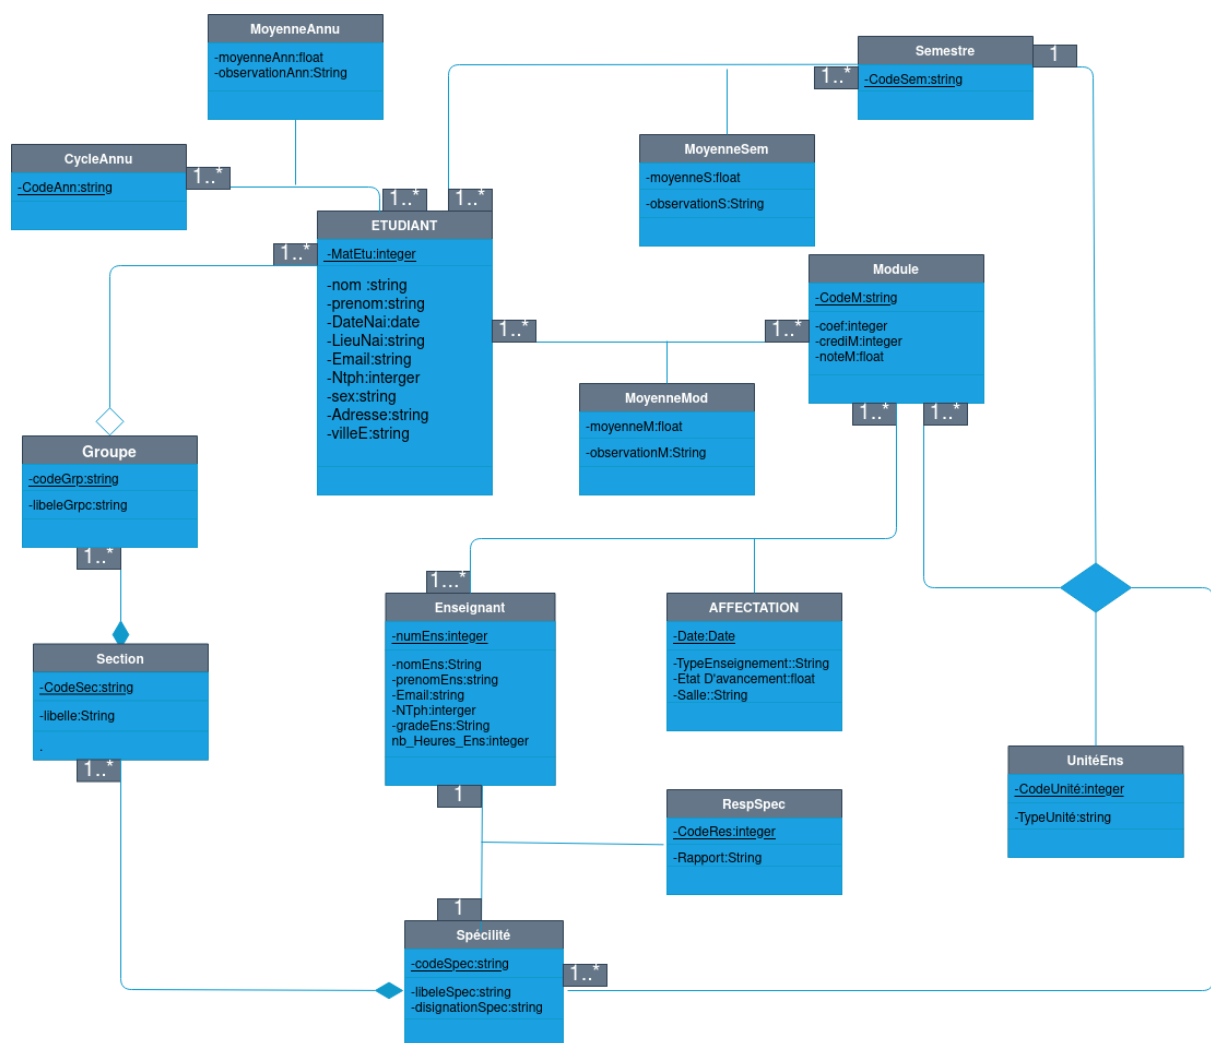 MoyenneAnnu
-moyenneAnn:float
-observationAnn:String
Semestre
1
1..*
-CodeSem:string
CycleAnnu
1..*
-CodeAnn:string
MoyenneSem
-moyenneS:float
-observationS:String
1..*
1..*
ETUDIANT
1..*
-MatEtu:integer
-nom :string
-prenom:string
-DateNai:date
-LieuNai:string
-Email:string
-Ntph:interger
-sex:string
-Adresse:string
-villeE:string
Module
-CodeM:string
-coef:integer
-crediM:integer
-noteM:float
1..*
1..*
MoyenneMod
-moyenneM:float
-observationM:String
1..*
1..*
Groupe
-codeGrp:string
-libeleGrpc:string
1..*
1...*
Enseignant
-numEns:integer
-nomEns:String
-prenomEns:string
-Email:string
-NTph:interger
-gradeEns:String
nb_Heures_Ens:integer
AFFECTATION
-Date:Date
-TypeEnseignement::String
-Etat D'avancement:float
-Salle::String
Section
-CodeSec:string
-libelle:String
.
1..*
1
UnitéEns
-CodeUnité:integer
-TypeUnité:string
RespSpec
-CodeRes:integer
-Rapport:String
1
Spécilité
-codeSpec:string
-libeleSpec:string
-disignationSpec:string
1..*